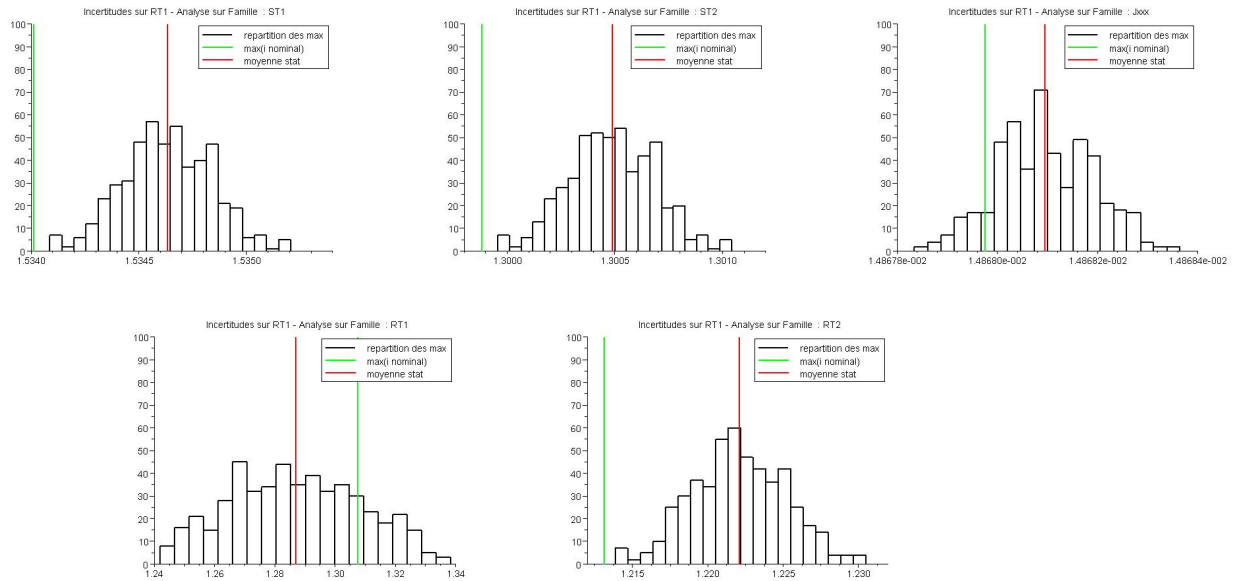 Incertitudes sur RT1 - Analyse sur Famille : ST1
repartition des max
max(i nominal)
moyenne stat
100
90
80
70
60
50
40
30
20
10
0
1.5340
1.5345
1.5350
Incertitudes sur RT1 - Analyse sur Famille : ST2
repartition des max
max(i nominal)
moyenne stat
100
90
80
70
60
50
40
30
20
10
0
1.3000
1.3005
1.3010
Incertitudes sur RT1 - Analyse sur Famille : Jxxx
repartition des max
max(i nominal)
moyenne stat
100
90
80
70
60
50
40
30
20
10
0
1.48678e-002
1.48680e-002
1.48682e-002
1.48684e-002
Incertitudes sur RT1 - Analyse sur Famille : RT1
repartition des max
max(i nominal)
moyenne stat
100
90
80
70
60
50
40
30
20
10
0
1.24
1.26
1.28
1.30
1.32
1.34
Incertitudes sur RT1 - Analyse sur Famille : RT2
repartition des max
max(i nominal)
moyenne stat
100
90
80
70
60
50
40
30
20
10
0
1.215
1.220
1.225
1.230